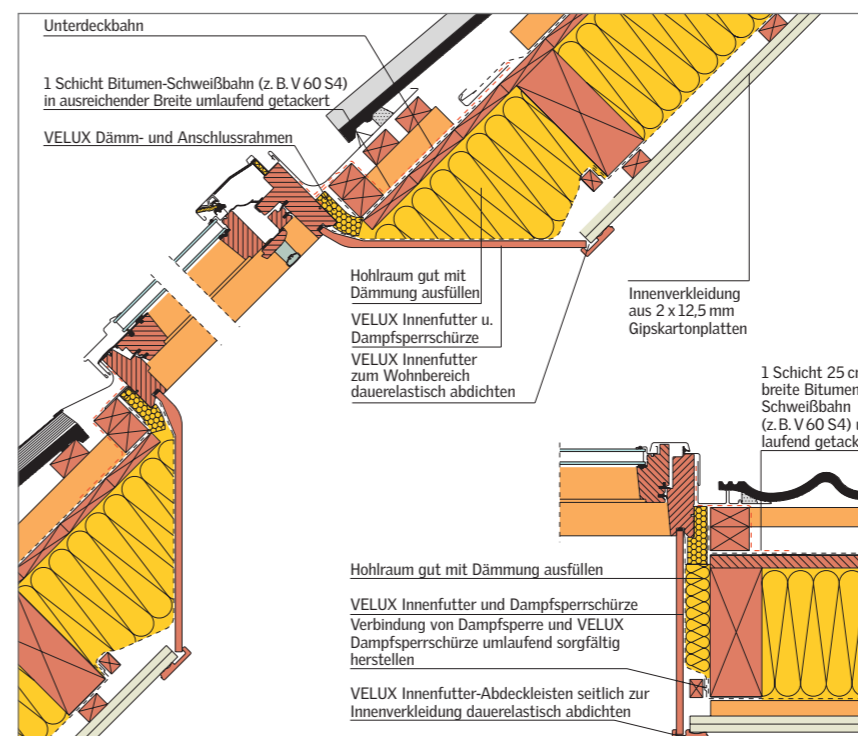 Unterdeckbahn
1 Schicht Bitumen-Schweißbahn (z. B. V 60 S4)
in ausreichender Breite umlaufend getackert
VELUX Dämm- und Anschlussrahmen
Hohlraum gut mit
Dämmung ausfüllen
VELUX Innenfutter u.
Dampfsperrschürze
VELUX Innenfutter
zum Wohnbereich
dauerelastisch abdichten
Innenverkleidung
aus 2 x 12,5 mm
Gipskartonplatten
1 Schicht 25 c
breite Bitumen
Schweißbahn
(z. B. V 60 S4) u
laufend getack
Hohlraum gut mit Dämmung ausfüllen
VELUX Innenfutter und Dampfsperrschürze
Verbindung von Dampfsperre und VELUX
Dampfsperrschürze umlaufend sorgfältig
herstellen
VELUX Innenfutter-Abdeckleisten seitlich zur
Innenverkleidung dauerelastisch abdichten